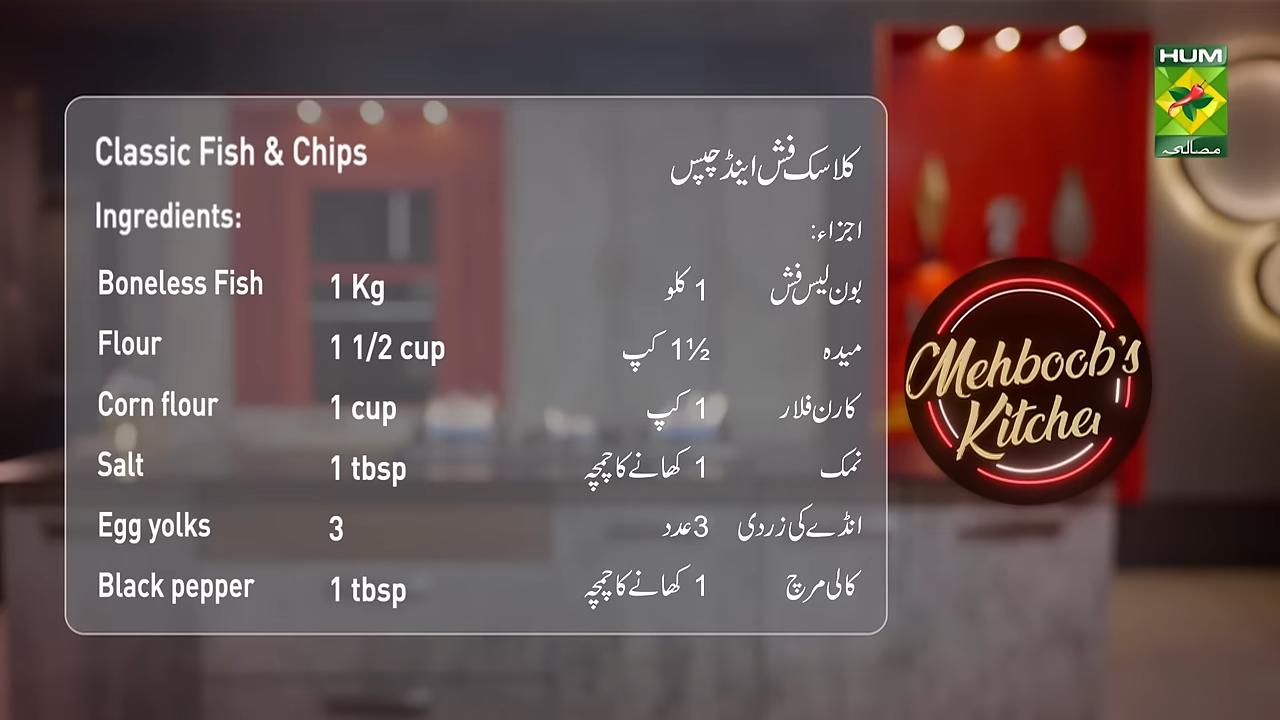 HUM
مصالحہ
Classic Fish & Chips کلاسک فش اینڈ چپس
Ingredients: اجزاء:
Boneless Fish 1 Kg بون لیس فش 1 کلو
Flour 1 1/2 cup میدہ 1½ کپ
Corn flour 1 cup کارن فلار 1 کپ
Salt 1 tbsp نمک 1 کھانے کا چمچہ
Egg yolks 3 انڈے کی زردی 3 عدد
Black pepper 1 tbsp کالی مرچ 1 کھانے کا چمچہ
Mehboob's
Kitchen